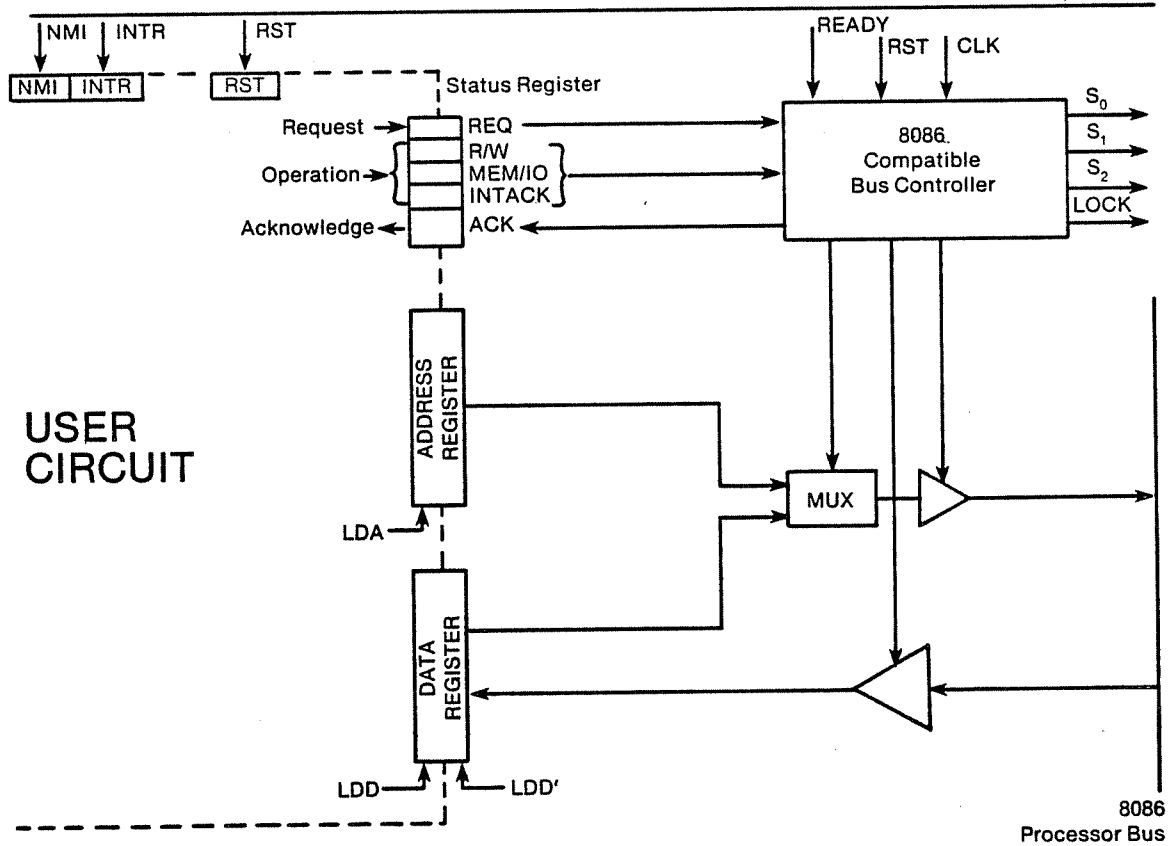 NMI INTR RST
READY
RST CLK
NMI INTR RST
Status Register
Request REQ
R/W
Operation MEM/IO
INTACK
Acknowledge ACK
8086
Compatible
Bus Controller
S0
S1
S2
LOCK
ADDRESS
REGISTER
USER
CIRCUIT
MUX
LDA
DATA
REGISTER
LDD LDD'
8086
Processor Bus